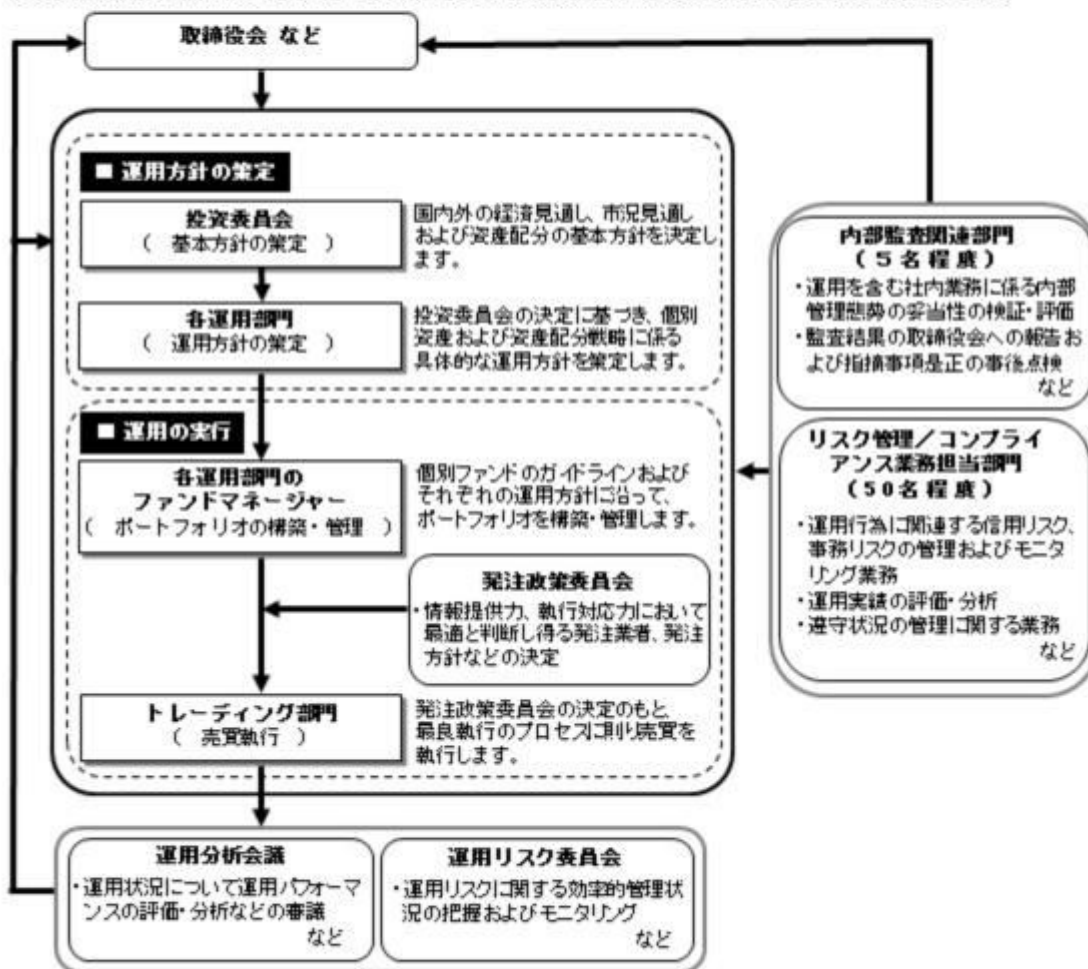 取締役会 など
■ 運用方針の策定
投資委員会
( 基本方針の策定 )
国内外の経済見通し、市況見通し
および資産配分の基本方針を決定し
ます。
各運用部門
( 運用方針の策定 )
投資委員会の決定に基づき、個別
資産および資産配分戦略に係る
具体的な運用方針を策定します。
■ 運用の実行
各運用部門の
ファンドマネージャー
( ポートフォリオの構築・管理 )
個別ファンドのガイドラインおよび
それぞれの運用方針に沿って、
ポートフォリオを構築・管理します。
発注政策委員会
・情報提供力、執行対応力において
最適と判断し得る発注業者、発注
方針などの決定
トレーディング部門
( 売買執行 )
発注政策委員会の決定のもと、
最良執行のプロセスに則り売買を
執行します。
内部監査関連部門
(5名程度)
・運用を含む社内業務に係る内部
管理態勢の妥当性の検証・評価
・監査結果の取締役会への報告お
よび指摘事項是正の事後点検
など
リスク管理/コンプライ
アンス業務担当部門
(50名程度)
・運用行為に関連する信用リスク、
事務リスクの管理およびモニタ
リング業務
・運用実績の評価・分析
・遵守状況の管理に関する業務
など
運用分析会議
・運用状況について運用パフォーマ
ンスの評価・分析などの審議
など
運用リスク委員会
・運用リスクに関する効率的管理状
況の把握およびモニタリング
など